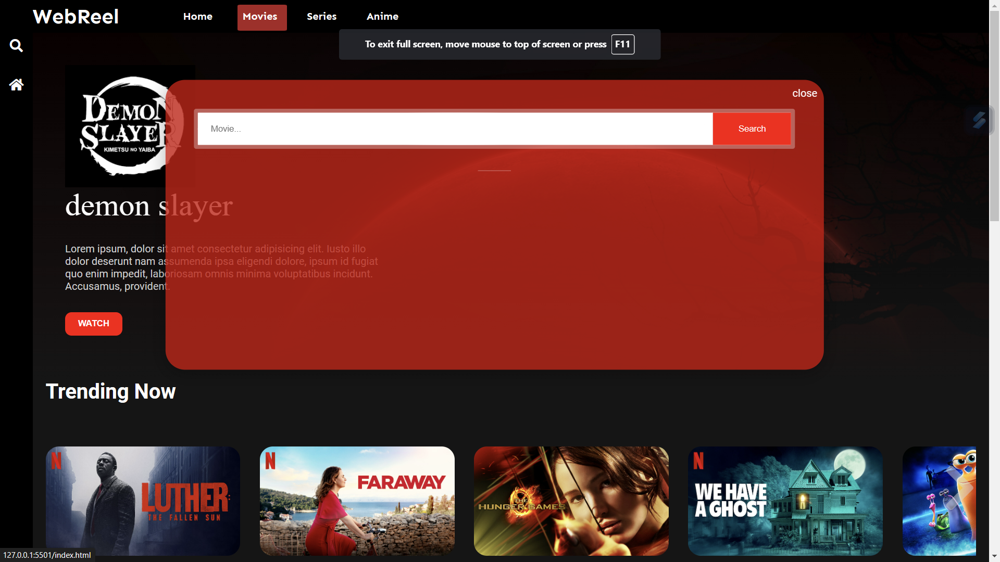 WebReel
Home
Movies
Series
Anime
To exit full screen, move mouse to top of screen or press F11
close
Movie...
Search
DEMON
SLAYER
KIMETSU NO YAIBA
demon slayer
Lorem ipsum, dolor sit amet consectetur adipisicing elit. Iusto illo
dolor deserunt nam assumenda ipsa eligendi dolore, ipsum id fugiat
quo enim impedit, laboriosam omnis minima voluptatibus incidunt.
Accusamus, provident.
WATCH
Trending Now
N
LUTHER:
THE FALLEN SUN
N
FARAWAY
THE
HUNGER GAMES
N
WE HAVE
A GHOST
127.0.0.1:5501/index.html